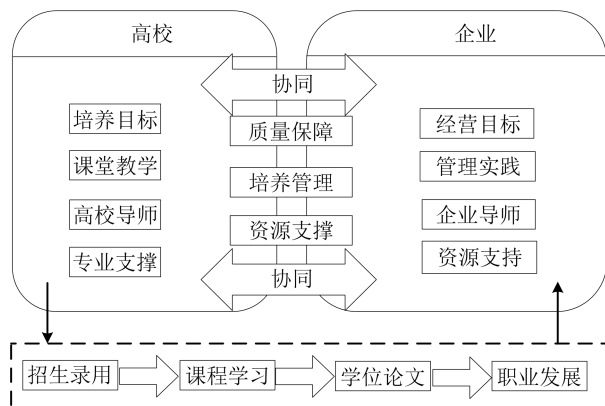 高校
企业
协同
培养目标
课堂教学
高校导师
专业支撑
质量保障
培养管理
资源支撑
经营目标
管理实践
企业导师
资源支持
协同
招生录用
课程学习
学位论文
职业发展